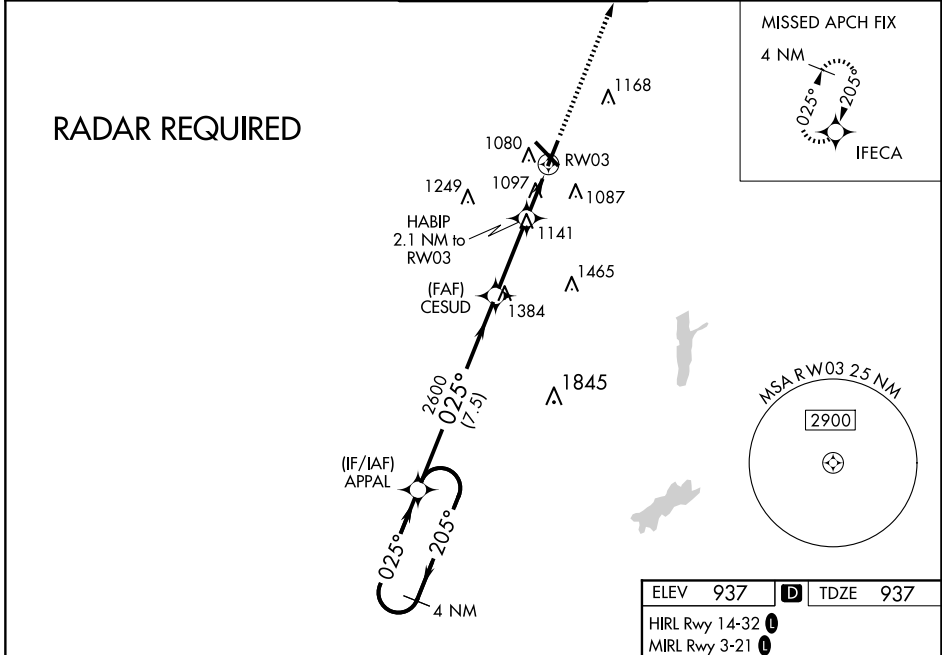 RADAR REQUIRED
MISSED APCH FIX
4 NM
025°
205°
IFECA
1168
1080
RW03
1249
1097
1087
HABIP
2.1 NM to
RW03
1141
(FAF)
CESUD
1465
1384
2600
025°
(7.5)
1845
MSA RW03 25 NM
2900
(IF/IAF)
APPAL
025°
205°
4 NM
ELEV 937 D TDZE 937
HIRL Rwy 14-32 L
MIRL Rwy 3-21 L